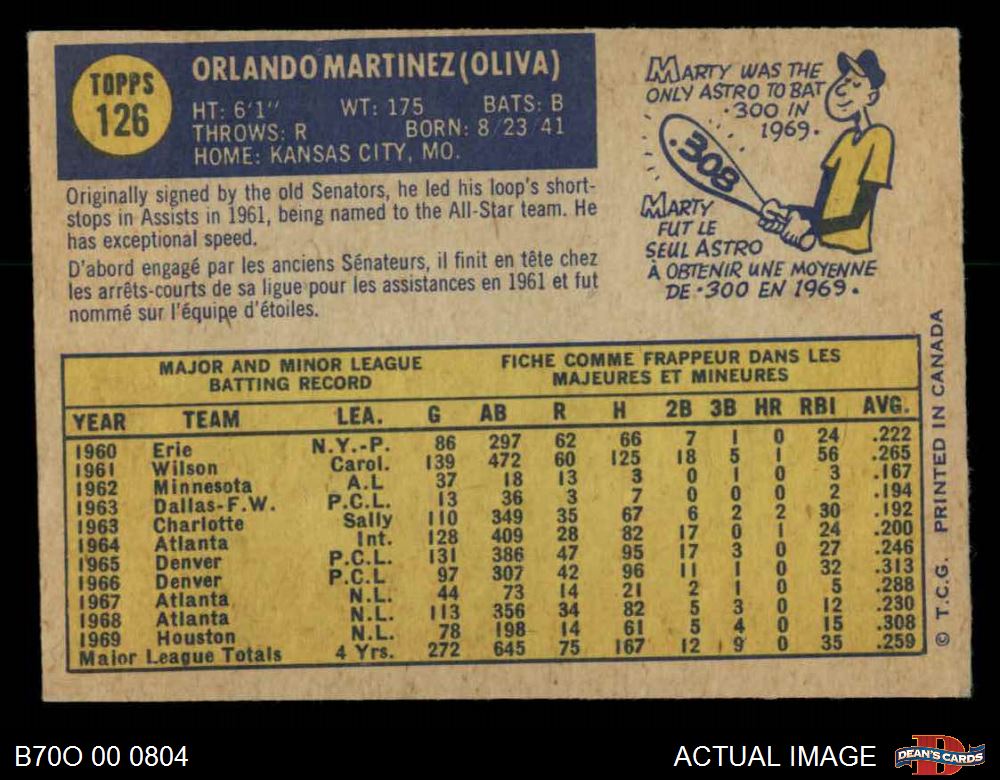 TOPPS
126
ORLANDO MARTINEZ (OLIVA)
HT: 6'1" WT: 175 BATS: B
THROWS: R BORN: 8 23 41
HOME: KANSAS CITY, MO.
Originally signed by the old Senators, he led his loop's short-
stops in Assists in 1961, being named to the All-Star team. He
has exceptional speed.
D'abord engagé par les anciens Sénateurs, il finit en tête chez
les arrêts-courts de sa ligue pour les assistances en 1961 et fut
nommé sur l'équipe d'étoiles.
MARTY WAS THE
ONLY ASTRO TO BAT
.300 IN
1969.
.308
MARTY
FUT LE
SEUL ASTRO
À OBTENIR UNE MOYENNE
DE .300 EN 1969.
MAJOR AND MINOR LEAGUE
BATTING RECORD
FICHE COMME FRAPPEUR DANS LES
MAJEURES ET MINEURES
YEAR TEAM LEA. G AB R H 2B 3B HR RBI AVG.
1960 Erie N.Y.-P. 86 297 62 66 7 1 0 24 .222
1961 Wilson Carol. 139 472 60 125 18 5 1 56 .265
1962 Minnesota A.L 37 18 13 3 0 1 0 3 .167
1963 Dallas-F.W. P.C.L. 13 36 3 7 0 0 0 2 .194
1963 Charlotte Sally 110 349 35 67 6 2 2 30 .192
1964 Atlanta Int. 128 409 28 82 17 0 1 24 .200
1965 Denver P.C.L. 131 386 47 95 17 3 0 27 .246
1966 Denver P.C.L 97 307 42 96 11 1 0 32 .313
1967 Atlanta N.L. 44 73 14 21 2 1 0 5 .288
1968 Atlanta N.L. 113 356 34 82 5 3 0 12 .230
1969 Houston N.L. 78 198 14 61 5 4 0 15 .308
Major League Totals 4 Yrs. 272 645 75 167 12 9 0 35 .259
© T.C.G. PRINTED IN CANADA
B70O 00 0804
ACTUAL IMAGE
DEAN'S CARDS